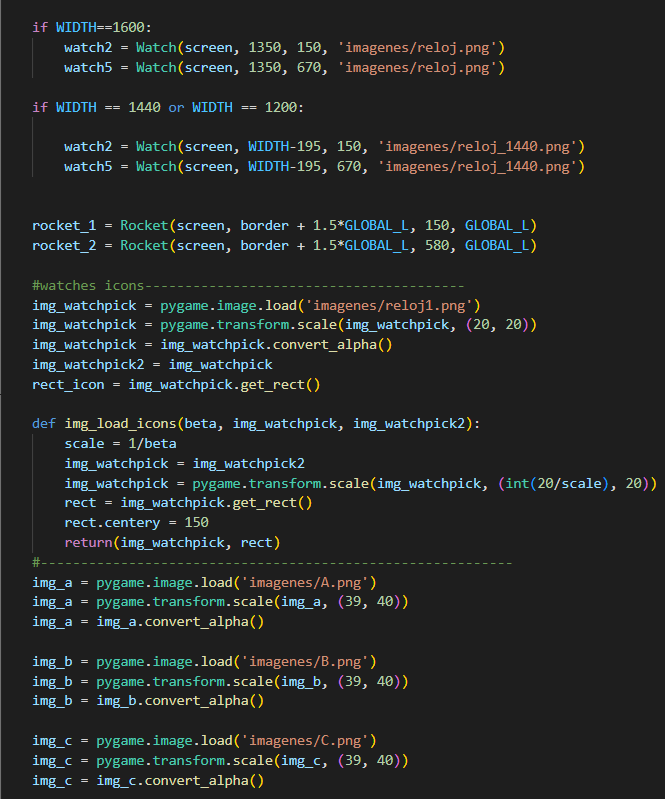 if WIDTH==1600:
    watch2 = Watch(screen, 1350, 150, 'imagenes/reloj.png')
    watch5 = Watch(screen, 1350, 670, 'imagenes/reloj.png')

if WIDTH == 1440 or WIDTH == 1200:

    watch2 = Watch(screen, WIDTH-195, 150, 'imagenes/reloj_1440.png')
    watch5 = Watch(screen, WIDTH-195, 670, 'imagenes/reloj_1440.png')


rocket_1 = Rocket(screen, border + 1.5*GLOBAL_L, 150, GLOBAL_L)
rocket_2 = Rocket(screen, border + 1.5*GLOBAL_L, 580, GLOBAL_L)

#watches icons----------------------------------------
img_watchpick = pygame.image.load('imagenes/reloj1.png')
img_watchpick = pygame.transform.scale(img_watchpick, (20, 20))
img_watchpick = img_watchpick.convert_alpha()
img_watchpick2 = img_watchpick
rect_icon = img_watchpick.get_rect()

def img_load_icons(beta, img_watchpick, img_watchpick2):
    scale = 1/beta
    img_watchpick = img_watchpick2
    img_watchpick = pygame.transform.scale(img_watchpick, (int(20/scale), 20))
    rect = img_watchpick.get_rect()
    rect.centery = 150
    return(img_watchpick, rect)
#-----------------------------------------------------------
img_a = pygame.image.load('imagenes/A.png')
img_a = pygame.transform.scale(img_a, (39, 40))
img_a = img_a.convert_alpha()

img_b = pygame.image.load('imagenes/B.png')
img_b = pygame.transform.scale(img_b, (39, 40))
img_b = img_b.convert_alpha()

img_c = pygame.image.load('imagenes/C.png')
img_c = pygame.transform.scale(img_c, (39, 40))
img_c = img_c.convert_alpha()